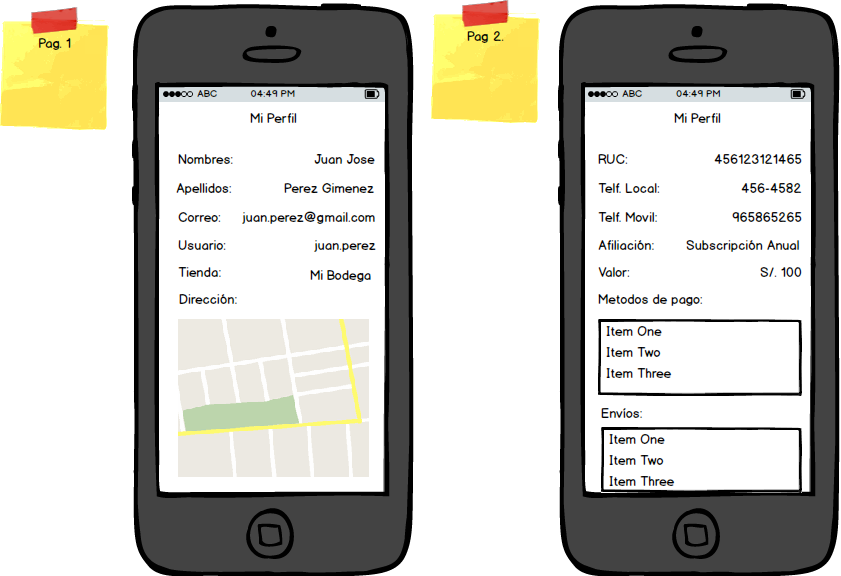 Pag. 1
ABC 04:49 PM
Mi Perfil
Nombres: Juan Jose
Apellidos: Perez Gimenez
Correo: juan.perez@gmail.com
Usuario: juan.perez
Tienda: Mi Bodega
Dirección:
Pag 2.
ABC 04:49 PM
Mi Perfil
RUC: 456123121465
Telf. Local: 456-4582
Telf. Movil: 965865265
Afiliación: Subscripción Anual
Valor: S/. 100
Metodos de pago:
Item One
Item Two
Item Three
Envíos:
Item One
Item Two
Item Three